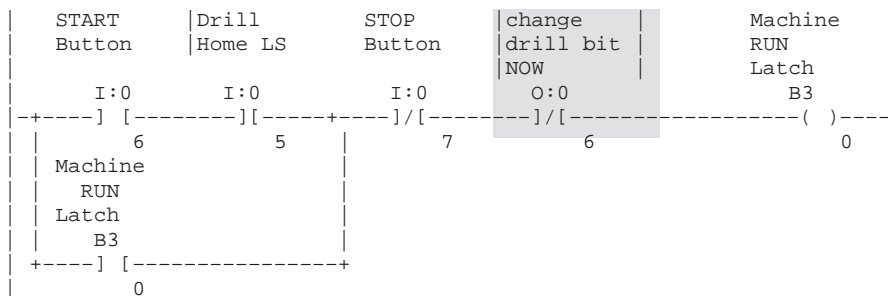 |     START      |Drill       STOP      |change     |       Machine
|     Button     |Home LS     Button    |drill bit  |       RUN
|                                       |NOW        |       Latch
|      I:0         I:0         I:0         O:0                 B3
|-+----] [--------][-----+----]/[--------]/[------------------( )----
| |      6          5    |      7           6                  0
| | Machine              |
| |   RUN                |
| | Latch                |
| |    B3                |
| +----] [---------------+
|        0